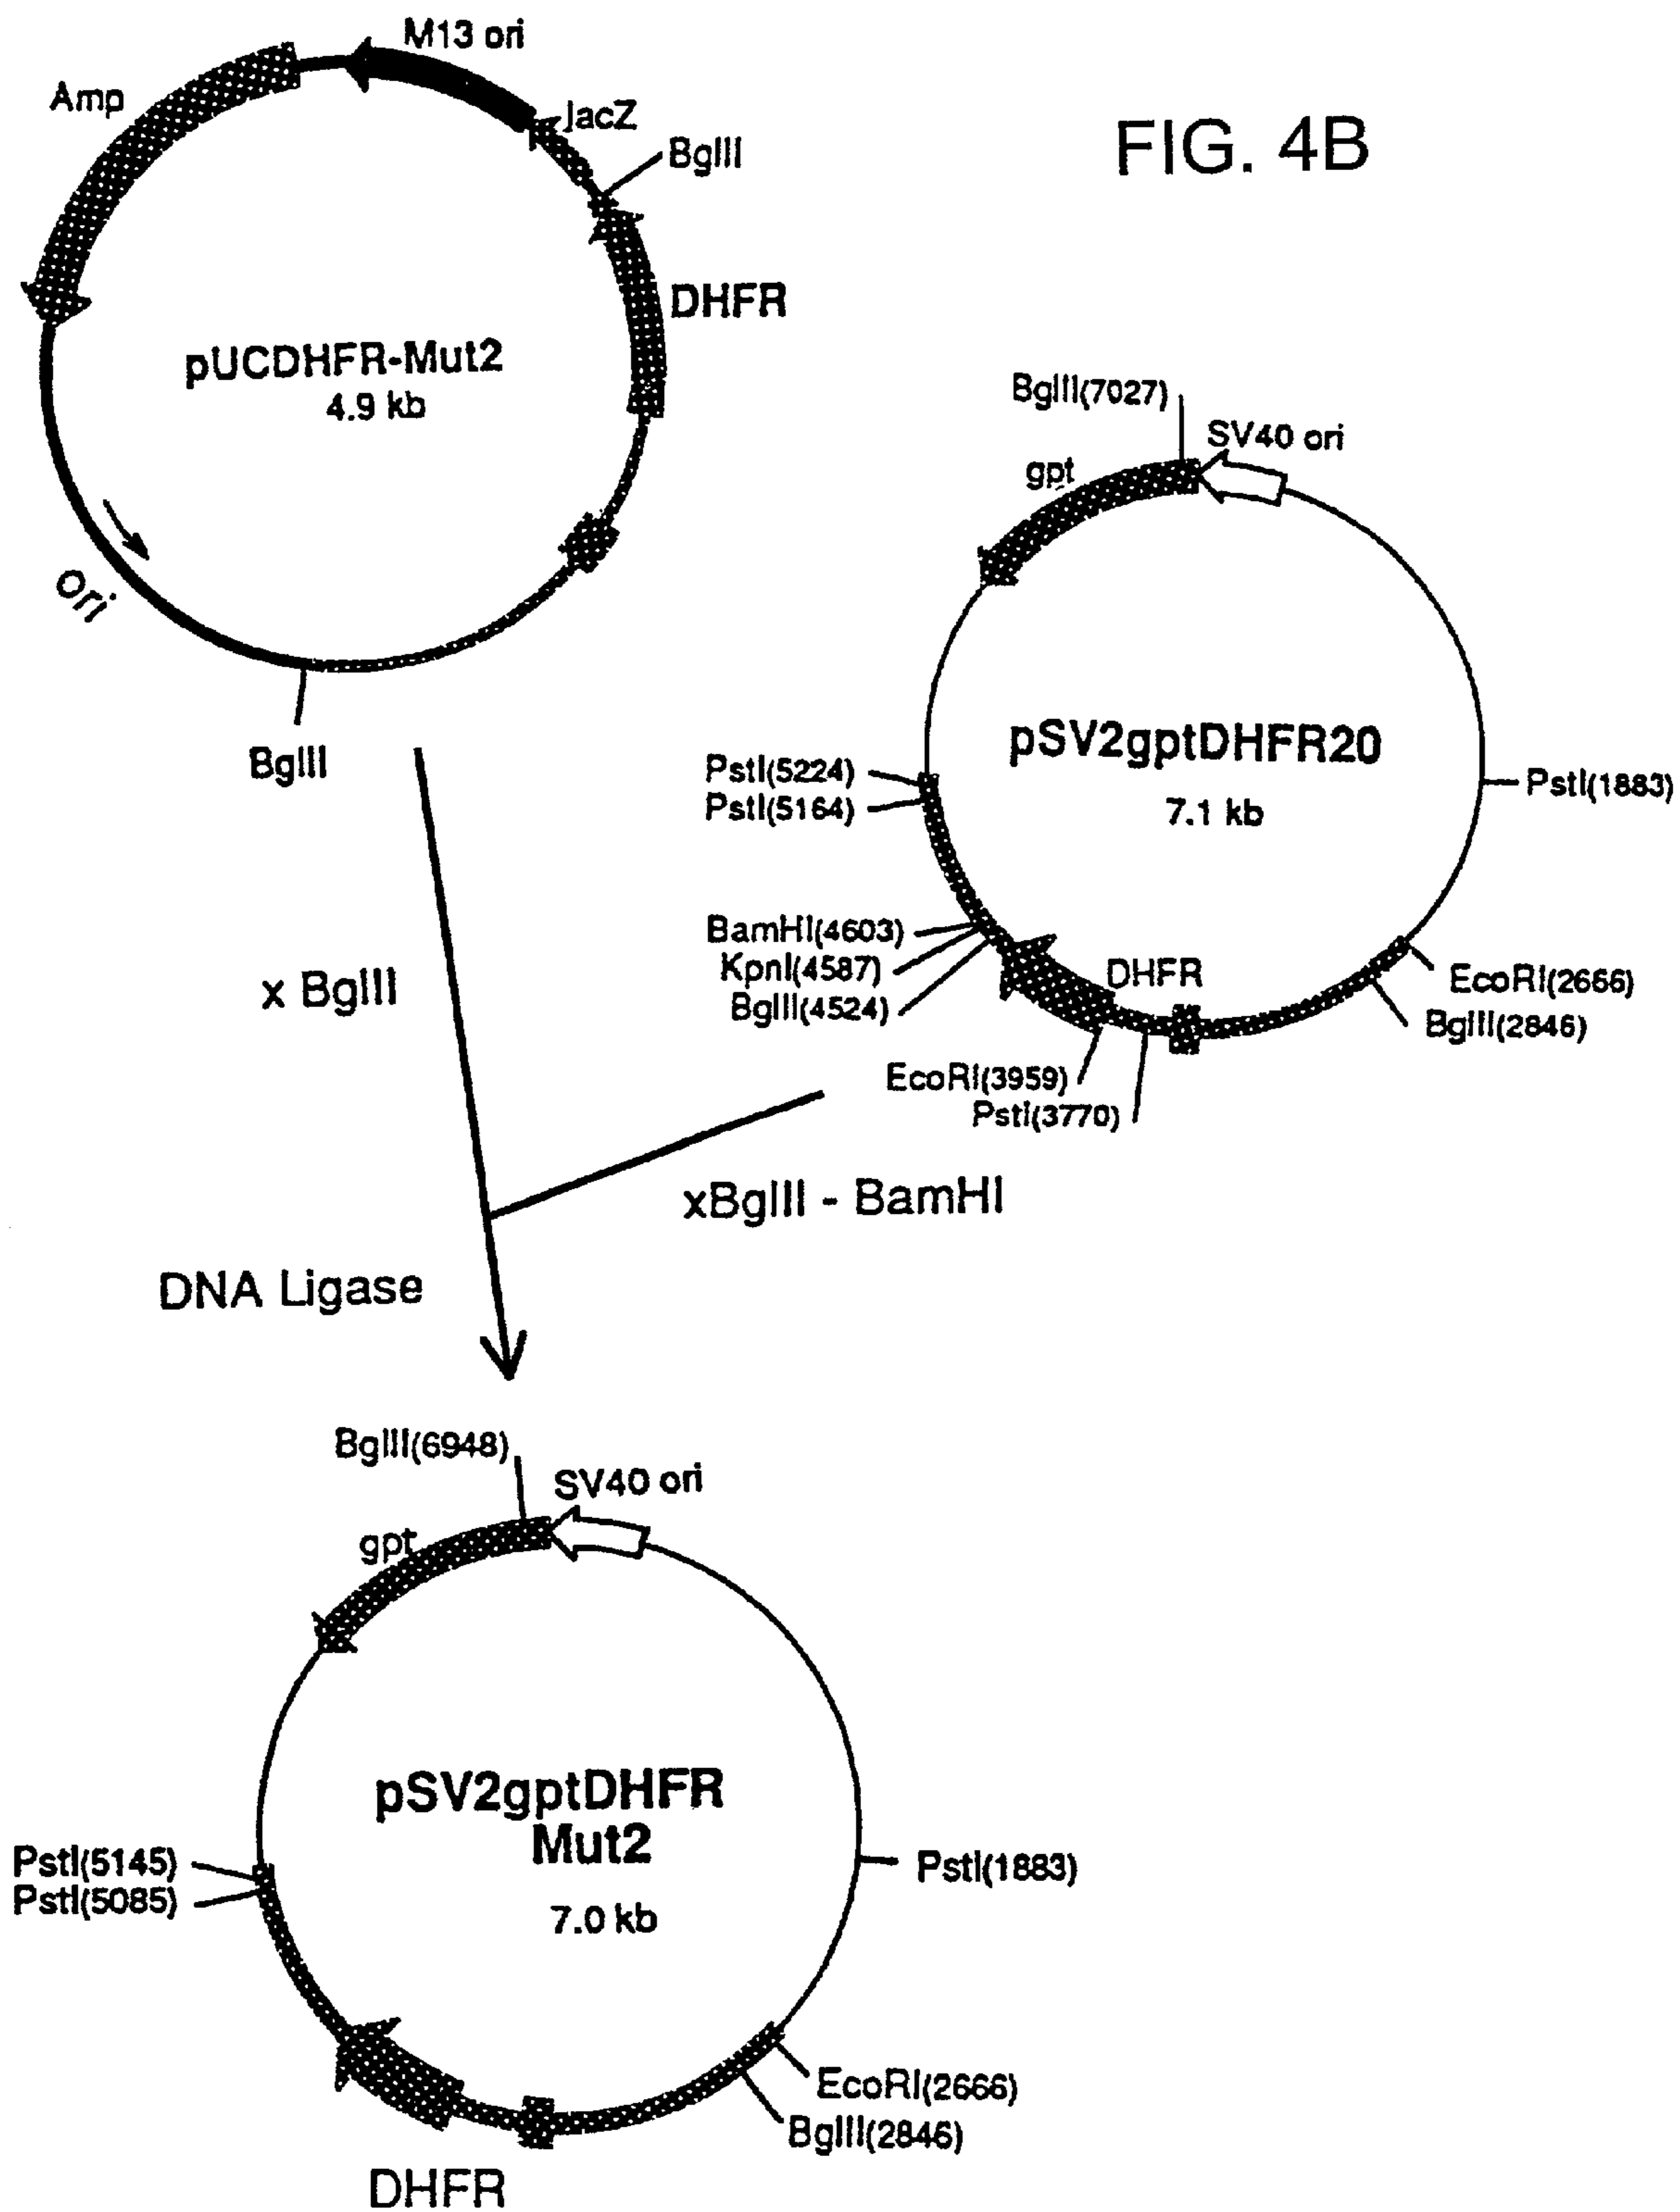 FIG. 4B
M13 ori
Amp
lacZ
BglII
DHFR
pUCDHFR-Mut2
4.9 kb
ori
BglII
BglII(7027)
SV40 ori
gpt
pSV2gptDHFR20
7.1 kb
PstI(5224)
PstI(5164)
PstI(1883)
BamHI(4603)
KpnI(4587)
BglII(4524)
DHFR
EcoRI(2666)
BglII(2846)
EcoRI(3959)
PstI(3770)
x BglII
xBglII - BamHI
DNA Ligase
BglII(6948)
SV40 ori
gpt
pSV2gptDHFR
Mut2
7.0 kb
PstI(5145)
PstI(5085)
PstI(1883)
EcoRI(2666)
BglII(2846)
DHFR